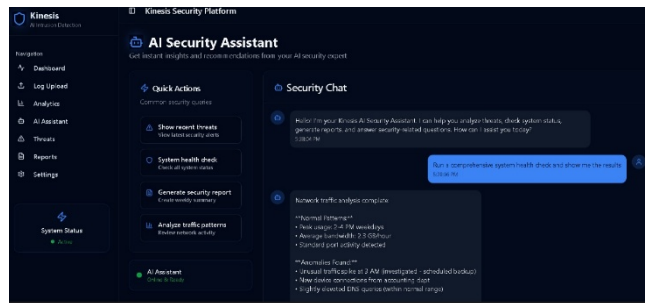 Kinesis
AI Intrusion Detection
Kinesis Security Platform
Navigation
Dashboard
Log Upload
Analytics
AI Assistant
Threats
Reports
Settings
System Status
Active
AI Security Assistant
Get instant insights and recommendations from your AI security expert
Quick Actions
Common security queries
Show recent threats
View latest security alerts
System health check
Check all system status
Generate security report
Create weekly summary
Analyze traffic patterns
Review network activity
AI Assistant
Online & Ready
Security Chat
Hello! I'm your Kinesis AI Security Assistant. I can help you analyze threats, check system status,
generate reports, and answer security-related questions. How can I assist you today?
Run a comprehensive system health check and show me the results
Network traffic analysis complete:
**Normal Patterns:**
• Peak usage: 2-4 PM weekdays
• Average bandwidth: 2.3 GB/hour
• Standard port activity detected
**Anomalies Found:**
• Unusual traffic spike at 3 AM (investigated - scheduled backup)
• New device connections from accounting dept
• Slightly elevated DNS queries (within normal range)